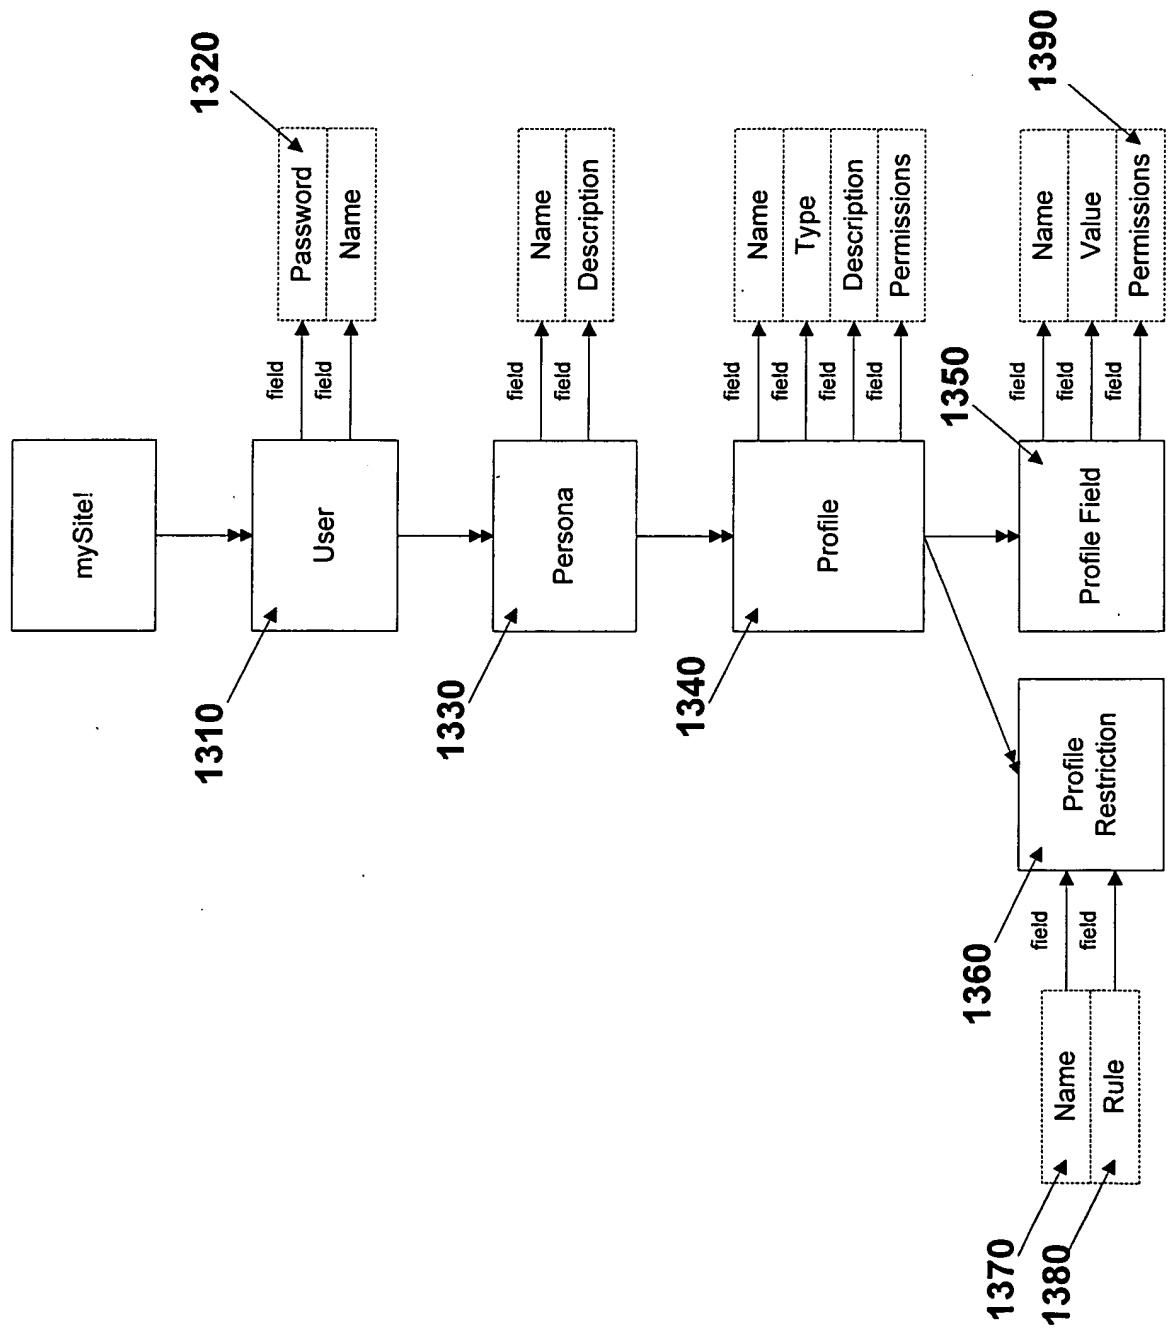 mySite!
User
field
field
Password
Name
1310
1320
Persona
field
field
Name
Description
1330
Profile
field
field
field
field
Name
Type
Description
Permissions
1340
Profile Field
field
field
field
Name
Value
Permissions
1350
1390
Profile
Restriction
1360
field
field
Name
Rule
1370
1380